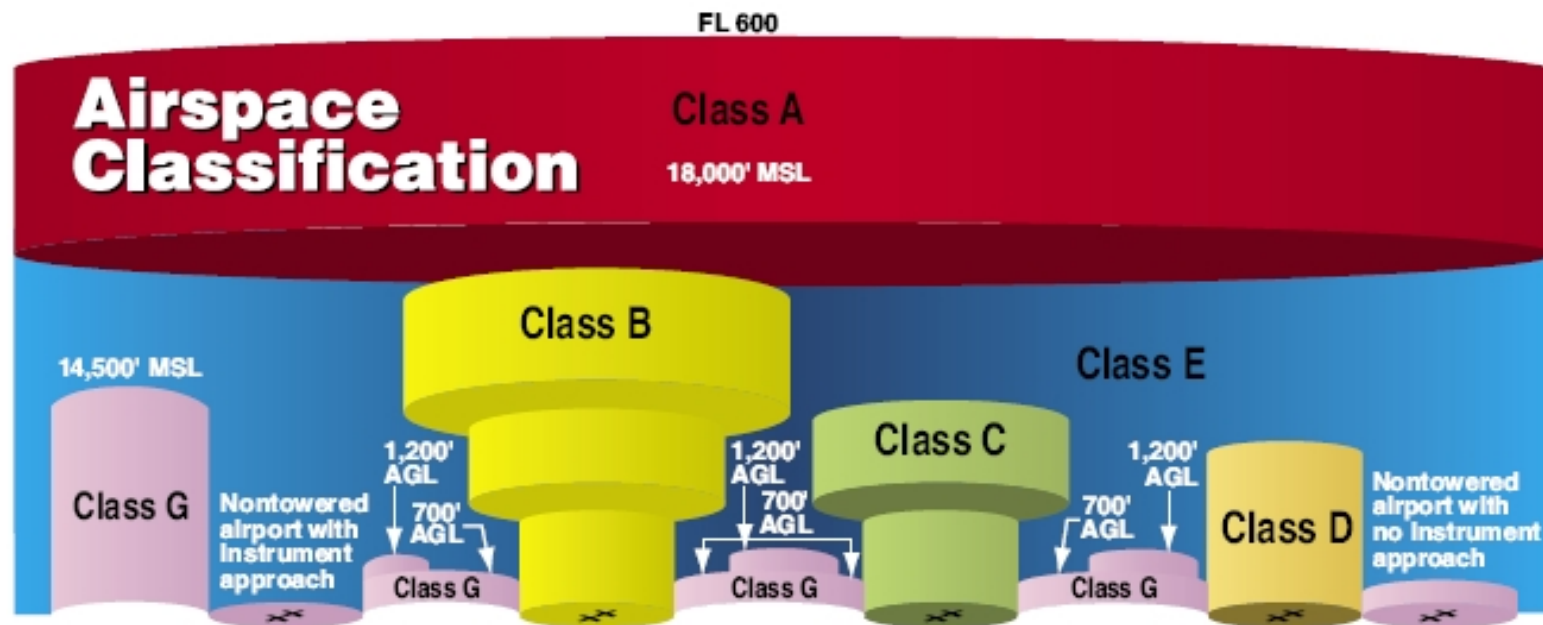 FL 600
Airspace
Classification
Class A
18,000' MSL
Class B
14,500' MSL
Class E
Class C
1,200'
AGL
1,200'
AGL
1,200'
AGL
Class G
Nontowered
airport with
Instrument
approach
700'
AGL
700'
AGL
700'
AGL
Class D
Nontowered
airport with
no Instrument
approach
Class G
Class G
Class G